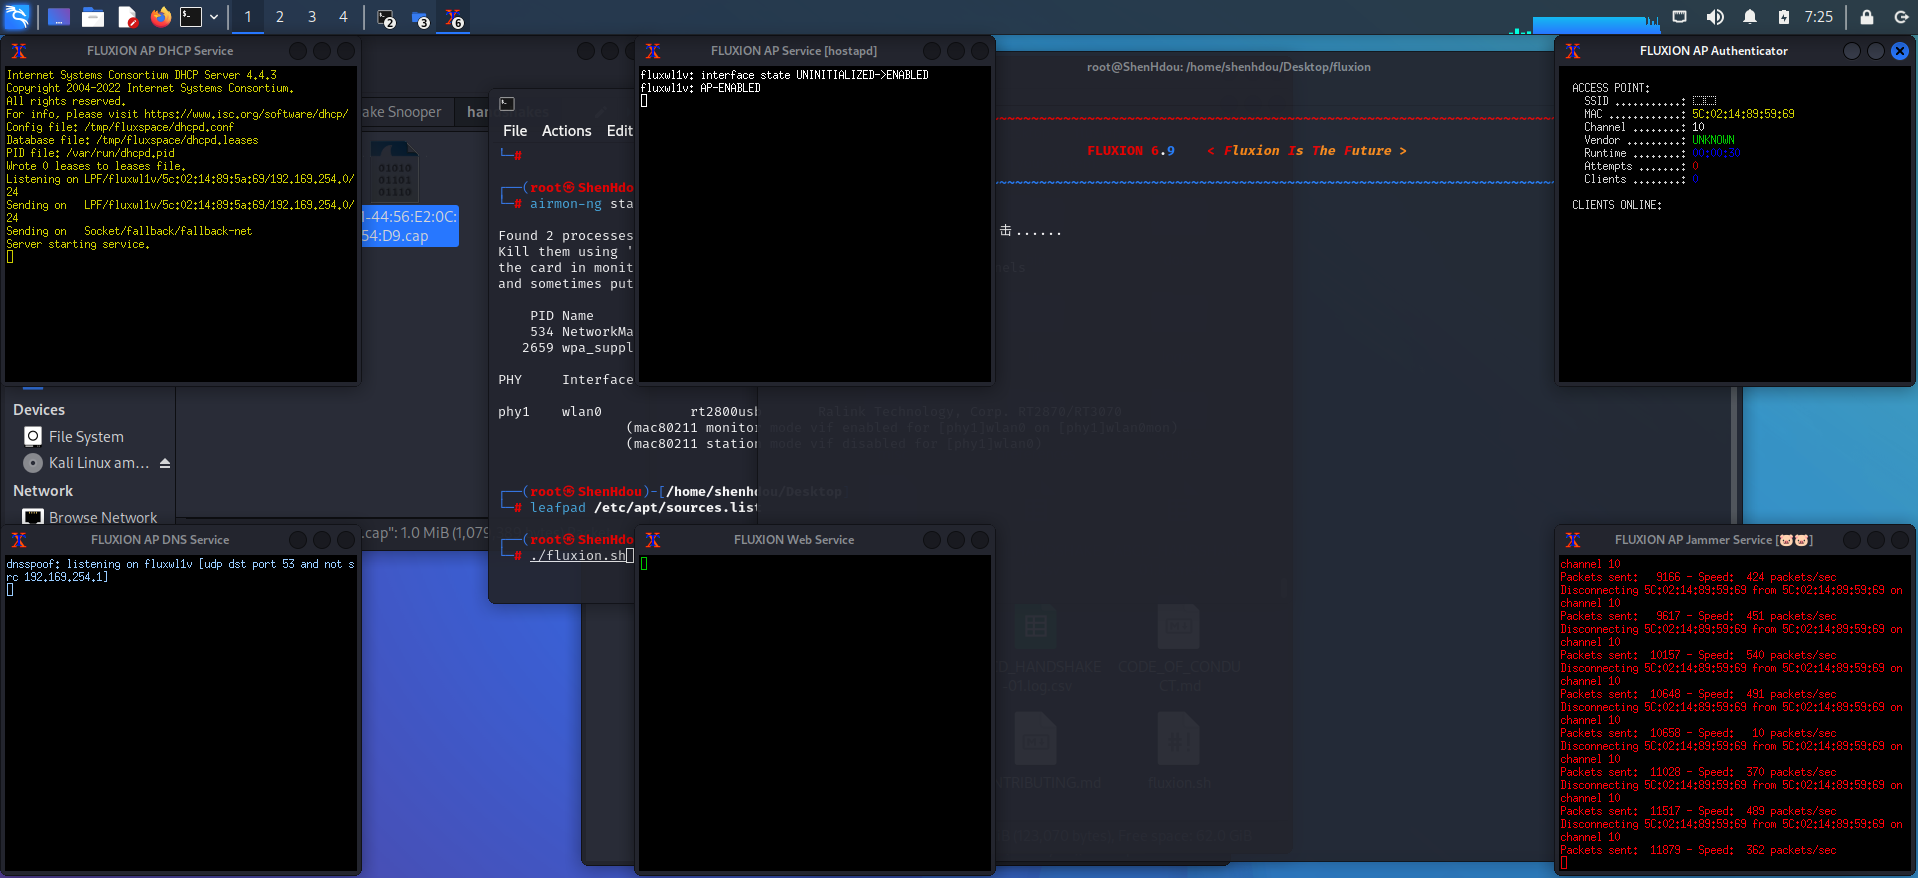 1 2 3 4
2 3 6
7:25
FLUXION AP DHCP Service
Internet Systems Consortium DHCP Server 4.4.3
Copyright 2004-2022 Internet Systems Consortium.
All rights reserved.
For info, please visit https://www.isc.org/software/dhcp/
Config file: /tmp/fluxspace/dhcpd.conf
Database file: /tmp/fluxspace/dhcpd.leases
PID file: /var/run/dhcpd.pid
Wrote 0 leases to leases file.
Listening on LPF/fluxwl1v/5c:02:14:89:5a:69/192.168.254.0/
24
Sending on   LPF/fluxwl1v/5c:02:14:89:5a:69/192.168.254.0/
24
Sending on   Socket/fallback/fallback-net
Server starting service.
ake Snooper
han
01010
01110
-44:56:E2:0C:
54:D9.cap
Devices
File System
Kali Linux am…
Network
Browse Network
.cap": 1.0 MiB (1,079
File Actions Edit
#
(root㉿ShenHdo
# airmon-ng sta
Found 2 processes
Kill them using '
the card in monit
and sometimes put
PID Name
534 NetworkMa
2659 wpa_suppl
PHY Interface
phy1 wlan0 rt2800usb Ralink Technology, Corp. RT2870/RT3070
(mac80211 monitor mode vif enabled for [phy1]wlan0 on [phy1]wlan0mon)
(mac80211 station mode vif disabled for [phy1]wlan0)
(root㉿ShenHdou)-[/home/shenhdou/Desktop
# leafpad /etc/apt/sources.list
(root㉿ShenHdo
# ./fluxion.sh
FLUXION AP Service [hostapd]
fluxwl1v: interface state UNINITIALIZED->ENABLED
fluxwl1v: AP-ENABLED
root@ShenHdou: /home/shenhdou/Desktop/fluxion
FLUXION 6.9 < Fluxion Is The Future >
击......
D_HANDSHAKE
-01.log.csv
CODE_OF_CONDU
CT.md
NTRIBUTING.md
fluxion.sh
FLUXION AP Authenticator
ACCESS POINT:
SSID ...........:
MAC ............: 5C:02:14:89:59:69
Channel ........: 10
Vendor .........: UNKNOWN
Runtime ........: 00:00:30
Attempts .......: 0
Clients ........: 0
CLIENTS ONLINE:
FLUXION AP DNS Service
dnsspoof: listening on fluxwl1v [udp dst port 53 and not s
rc 192.169.254.1]
FLUXION Web Service
FLUXION AP Jammer Service [🐷🐷]
channel 10
Packets sent:   9166 - Speed:  424 packets/sec
Disconnecting 5C:02:14:89:59:69 from 5C:02:14:89:59:69 on
channel 10
Packets sent:   9617 - Speed:  451 packets/sec
Disconnecting 5C:02:14:89:59:69 from 5C:02:14:89:59:69 on
channel 10
Packets sent:  10157 - Speed:  540 packets/sec
Disconnecting 5C:02:14:89:59:69 from 5C:02:14:89:59:69 on
channel 10
Packets sent:  10648 - Speed:  491 packets/sec
Disconnecting 5C:02:14:89:59:69 from 5C:02:14:89:59:69 on
channel 10
Packets sent:  10658 - Speed:   10 packets/sec
Disconnecting 5C:02:14:89:59:69 from 5C:02:14:89:59:69 on
channel 10
Packets sent:  11028 - Speed:  370 packets/sec
Disconnecting 5C:02:14:89:59:69 from 5C:02:14:89:59:69 on
channel 10
Packets sent:  11517 - Speed:  489 packets/sec
Disconnecting 5C:02:14:89:59:69 from 5C:02:14:89:59:69 on
channel 10
Packets sent:  11879 - Speed:  362 packets/sec